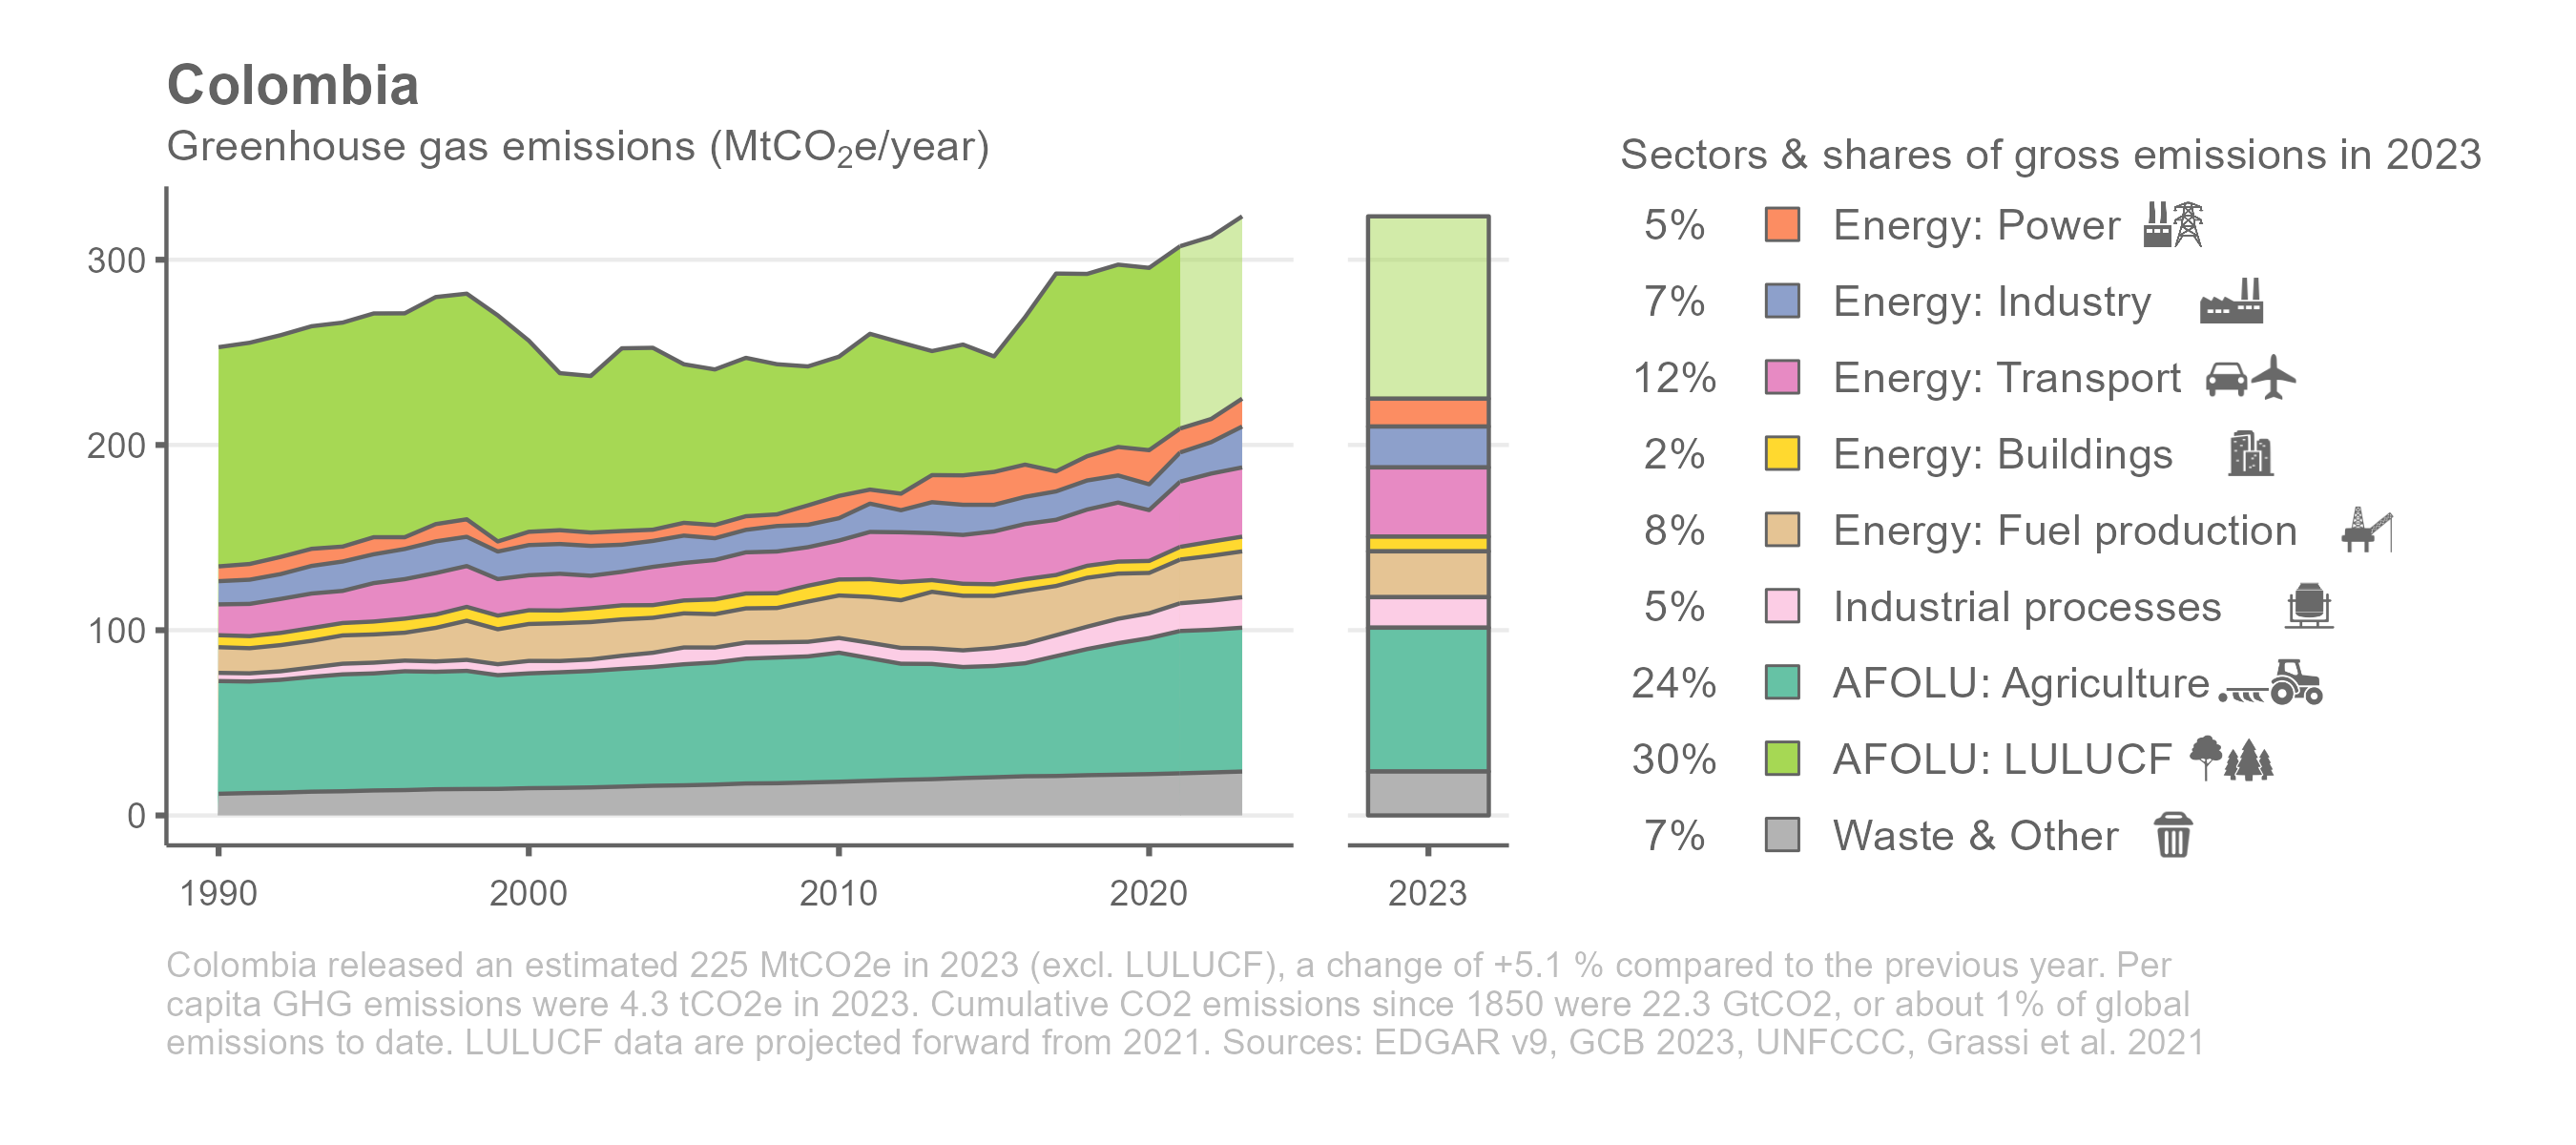 Colombia
Greenhouse gas emissions (MtCO₂e/year)
300
200
100
0
1990 2000 2010 2020 2023
Sectors & shares of gross emissions in 2023
5% Energy: Power
7% Energy: Industry
12% Energy: Transport
2% Energy: Buildings
8% Energy: Fuel production
5% Industrial processes
24% AFOLU: Agriculture
30% AFOLU: LULUCF
7% Waste & Other
Colombia released an estimated 225 MtCO2e in 2023 (excl. LULUCF), a change of +5.1 % compared to the previous year. Per
capita GHG emissions were 4.3 tCO2e in 2023. Cumulative CO2 emissions since 1850 were 22.3 GtCO2, or about 1% of global
emissions to date. LULUCF data are projected forward from 2021. Sources: EDGAR v9, GCB 2023, UNFCCC, Grassi et al. 2021